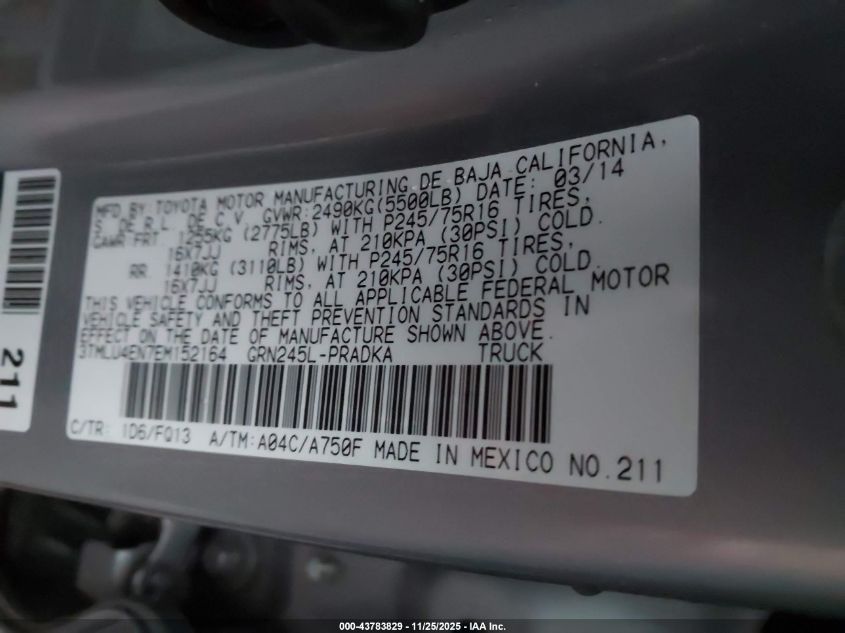 MFD BY: TOYOTA MOTOR MANUFACTURING DE BAJA CALIFORNIA,
S. DE R.L. DE C.V. GVWR: 2490KG(5500LB) DATE: 03/14
GAWR FRT. 1255KG (2775LB) WITH P245/75R16 TIRES,
16X7JJ RIMS, AT 210KPA (30PSI) COLD.
RR. 1410KG (3110LB) WITH P245/75R16 TIRES,
16X7JJ RIMS, AT 210KPA (30PSI) COLD.
THIS VEHICLE CONFORMS TO ALL APPLICABLE FEDERAL MOTOR
VEHICLE SAFETY AND THEFT PREVENTION STANDARDS IN
EFFECT ON THE DATE OF MANUFACTURE SHOWN ABOVE.
3TMLU4EN7EM152164 GRN245L-PRADKA TRUCK
C/TR: 1D6/FQ13 A/TM: A04C/A750F MADE IN MEXICO NO.211
211
000-43783829 - 11/25/2025 - IAA Inc.